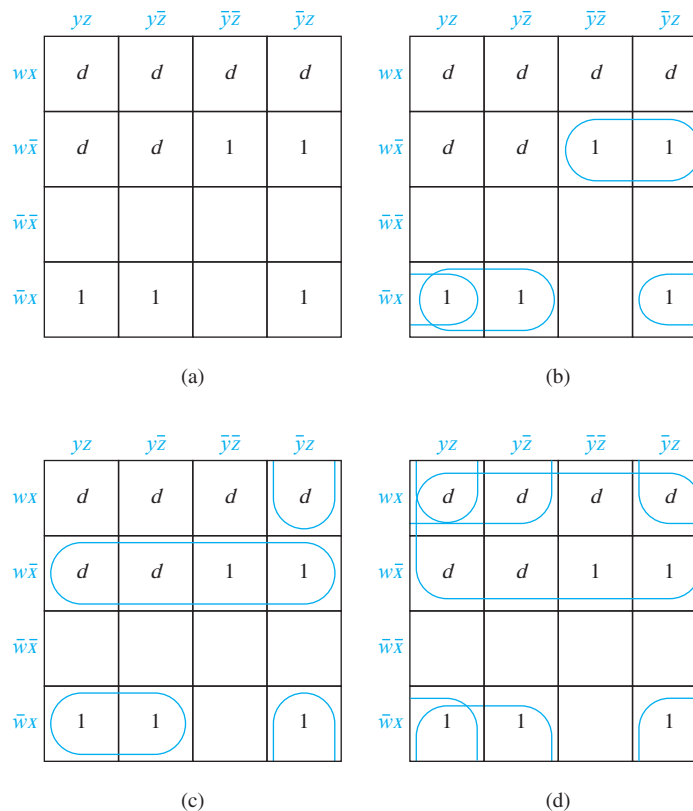 yz yz̄ ȳz̄ ȳz yz yz̄ ȳz̄ ȳz
wx d d d d wx d d d d
wx̄ d d 1 1 wx̄ d d 1 1
w̄x̄ w̄x̄
w̄x 1 1 1 w̄x 1 1 1
(a) (b)
yz yz̄ ȳz̄ ȳz yz yz̄ ȳz̄ ȳz
wx d d d d wx d d d d
wx̄ d d 1 1 wx̄ d d 1 1
w̄x̄ w̄x̄
w̄x 1 1 1 w̄x 1 1 1
(c) (d)